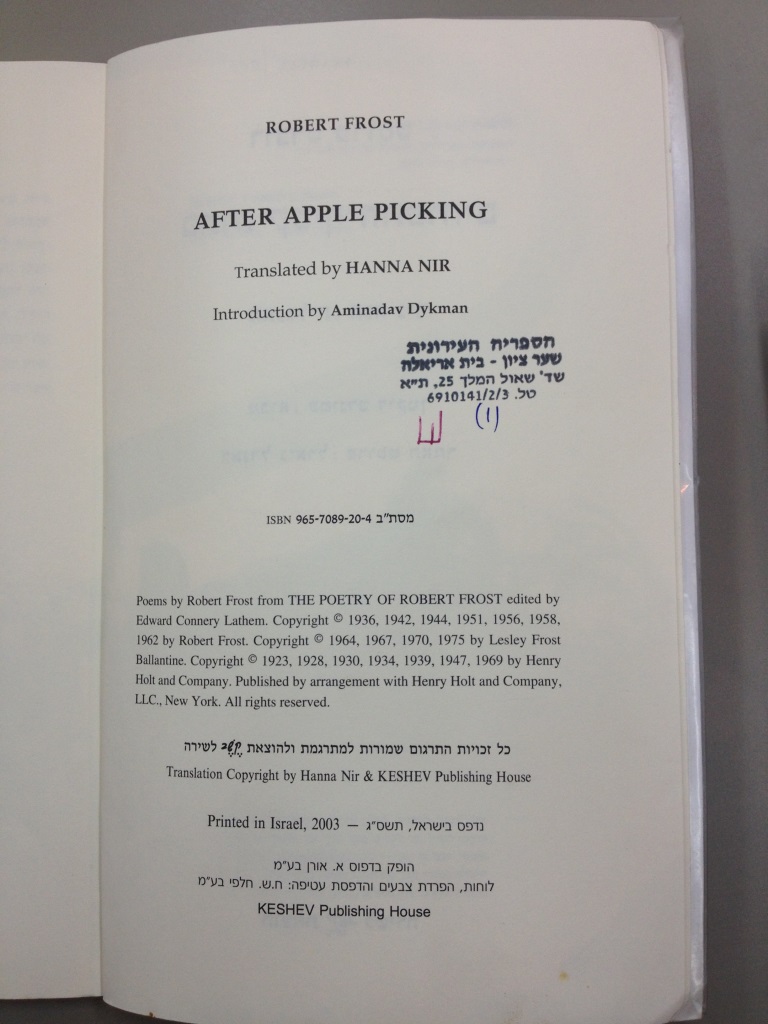 ROBERT FROST
AFTER APPLE PICKING
Translated by HANNA NIR
Introduction by Aminadav Dykman
הספריה העירונית
שער ציון - בית אריאלה
שד' שאול המלך 25, ת"א
טל. 6910141/2/3
(1)
ISBN 965-7089-20-4 מסת"ב
Poems by Robert Frost from THE POETRY OF ROBERT FROST edited by
Edward Connery Lathem. Copyright © 1936, 1942, 1944, 1951, 1956, 1958,
1962 by Robert Frost. Copyright © 1964, 1967, 1970, 1975 by Lesley Frost
Ballantine. Copyright © 1923, 1928, 1930, 1934, 1939, 1947, 1969 by Henry
Holt and Company. Published by arrangement with Henry Holt and Company,
LLC., New York. All rights reserved.
כל זכויות התרגום שמורות למתרגמת ולהוצאת קֶשֶׁב לשירה
Translation Copyright by Hanna Nir & KESHEV Publishing House
Printed in Israel, 2003 — נדפס בישראל, תשס"ג
הופק בדפוס א. אורן בע"מ
לוחות, הפרדת צבעים והדפסת עטיפה: ח.ש. חלפי בע"מ
KESHEV Publishing House